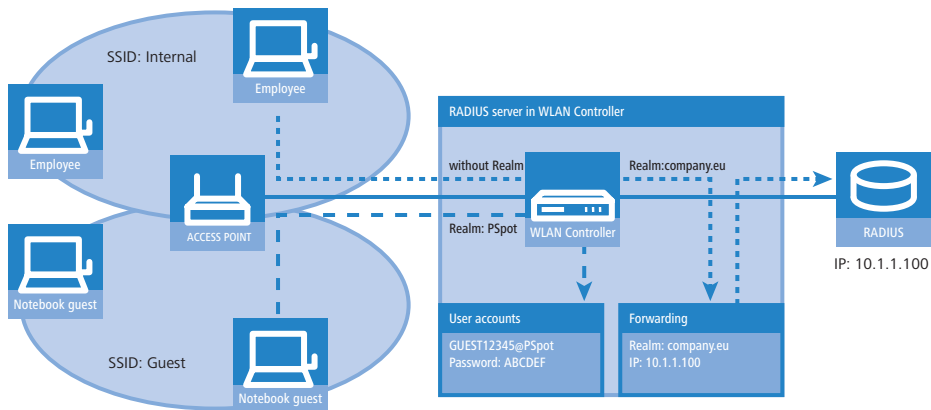 SSID: Internal
Employee
Employee
ACCESS POINT
Notebook guest
SSID: Guest
Notebook guest
RADIUS server in WLAN Controller
without Realm
Realm:company.eu
Realm: PSpot
WLAN Controller
User accounts
GUEST12345@PSpot
Password: ABCDEF
Forwarding
Realm: company.eu
IP: 10.1.1.100
RADIUS
IP: 10.1.1.100